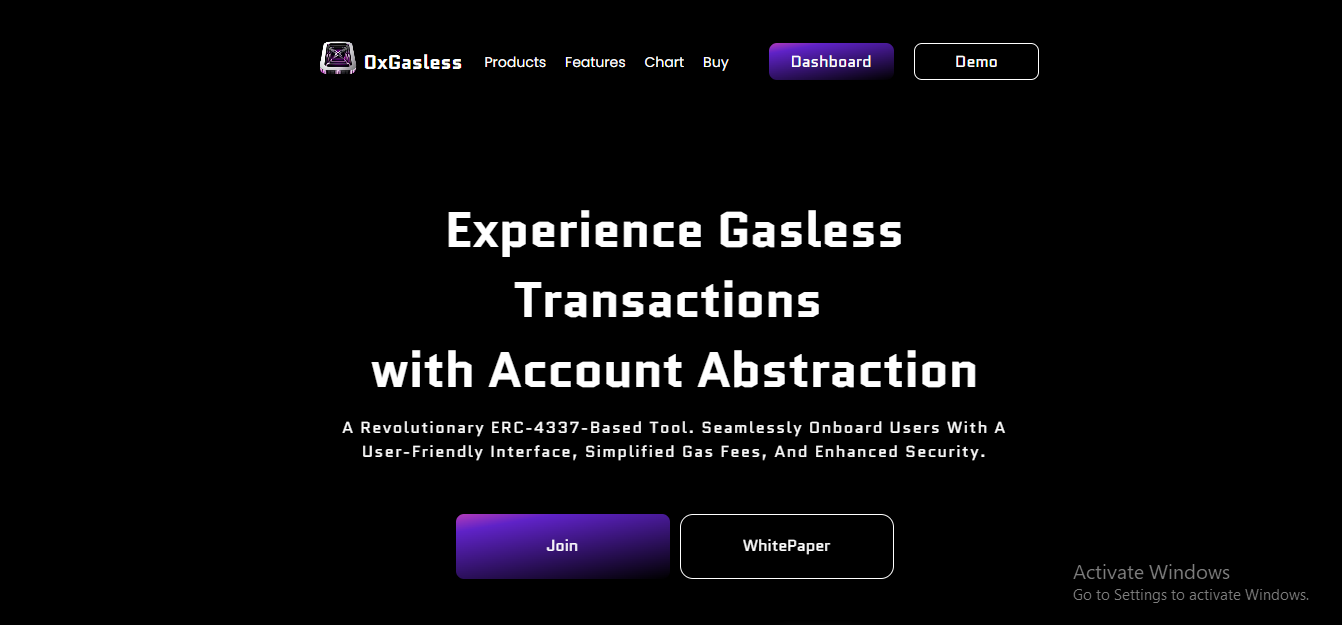 0xGasless Products Features Chart Buy Dashboard Demo
Experience Gasless
Transactions
with Account Abstraction
A Revolutionary ERC-4337-Based Tool. Seamlessly Onboard Users With A
User-Friendly Interface, Simplified Gas Fees, And Enhanced Security.
Join WhitePaper
Activate Windows
Go to Settings to activate Windows.